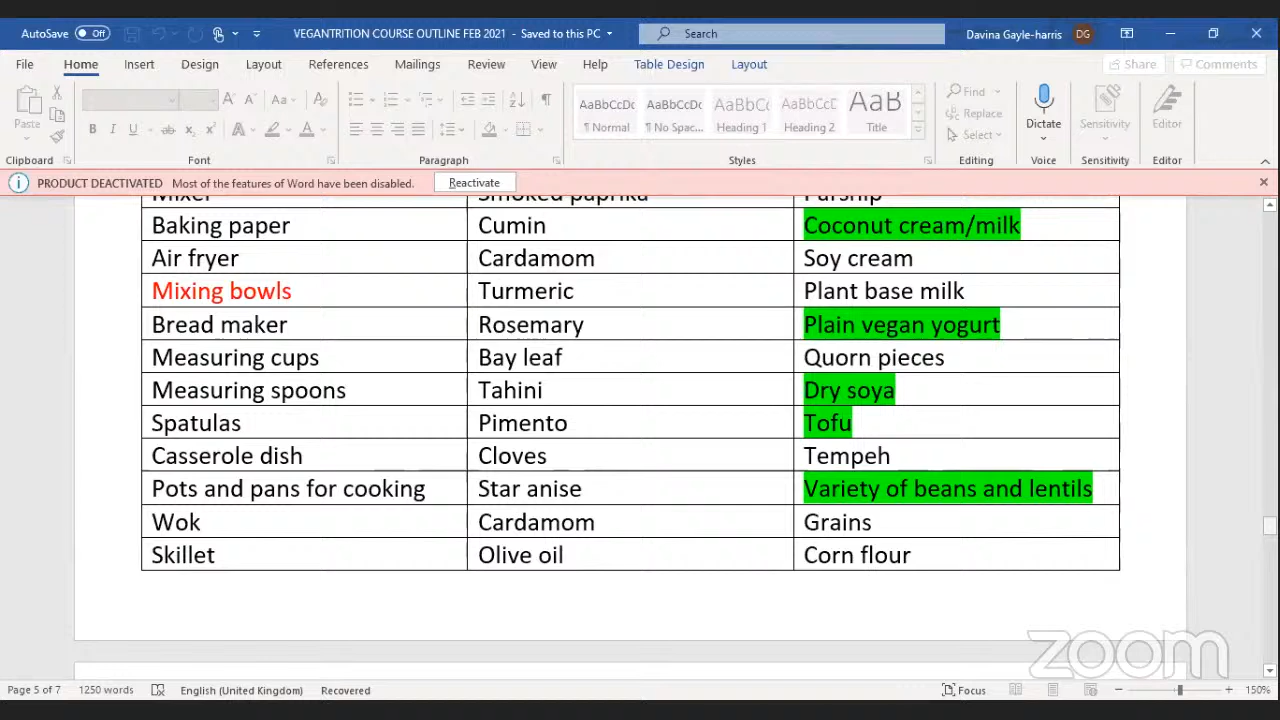 AutoSave Off VEGANTRITION COURSE OUTLINE FEB 2021 - Saved to this PC Search Davina Gayle-harris DG
File Home Insert Design Layout References Mailings Review View Help Table Design Layout Share Comments
Paste Aa AaBbCcDc AaBbCcDc AaBbCc AaBbCcD AaB Find Replace Select Dictate Sensitivity Editor
B I U ab x x A A ¶ Normal ¶ No Spac... Heading 1 Heading 2 Title
Clipboard Font Paragraph Styles Editing Voice Sensitivity Editor
PRODUCT DEACTIVATED Most of the features of Word have been disabled. Reactivate
Mixer Smoked paprika Parship
Baking paper Cumin Coconut cream/milk
Air fryer Cardamom Soy cream
Mixing bowls Turmeric Plant base milk
Bread maker Rosemary Plain vegan yogurt
Measuring cups Bay leaf Quorn pieces
Measuring spoons Tahini Dry soya
Spatulas Pimento Tofu
Casserole dish Cloves Tempeh
Pots and pans for cooking Star anise Variety of beans and lentils
Wok Cardamom Grains
Skillet Olive oil Corn flour
zoom
Page 5 of 7 1250 words English (United Kingdom) Recovered Focus 150%